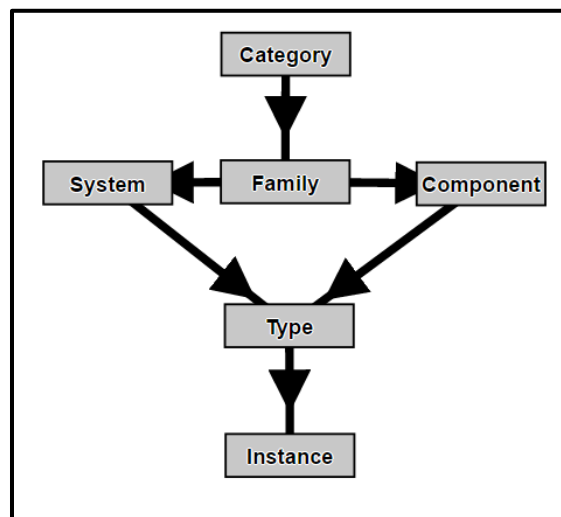 Category
System
Family
Component
Type
Instance